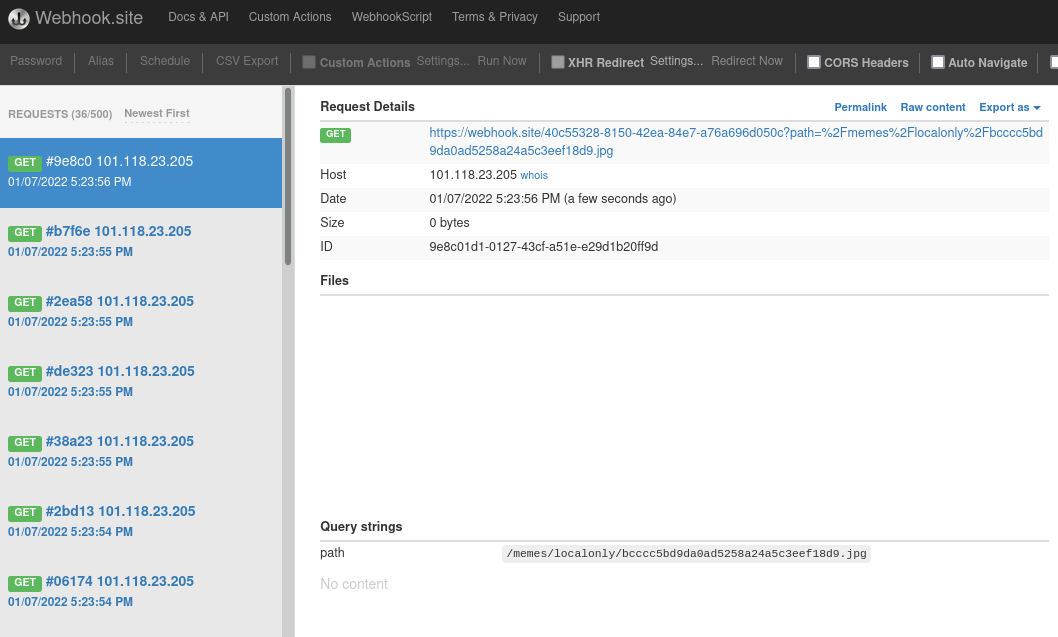 Webhook.site Docs & API Custom Actions WebhookScript Terms & Privacy Support
Password Alias Schedule CSV Export Custom Actions Settings... Run Now XHR Redirect Settings... Redirect Now CORS Headers Auto Navigate
REQUESTS (36/500) Newest First
GET #9e8c0 101.118.23.205
01/07/2022 5:23:56 PM
GET #b7f6e 101.118.23.205
01/07/2022 5:23:55 PM
GET #2ea58 101.118.23.205
01/07/2022 5:23:55 PM
GET #de323 101.118.23.205
01/07/2022 5:23:55 PM
GET #38a23 101.118.23.205
01/07/2022 5:23:55 PM
GET #2bd13 101.118.23.205
01/07/2022 5:23:54 PM
GET #06174 101.118.23.205
01/07/2022 5:23:54 PM
Request Details Permalink Raw content Export as
GET https://webhook.site/40c55328-8150-42ea-84e7-a76a696d050c?path=%2Fmemes%2Flocalonly%2Fbcccc5bd
9da0ad5258a24a5c3eef18d9.jpg
Host 101.118.23.205 whois
Date 01/07/2022 5:23:56 PM (a few seconds ago)
Size 0 bytes
ID 9e8c01d1-0127-43cf-a51e-e29d1b20ff9d
Files
Query strings
path /memes/localonly/bcccc5bd9da0ad5258a24a5c3eef18d9.jpg
No content